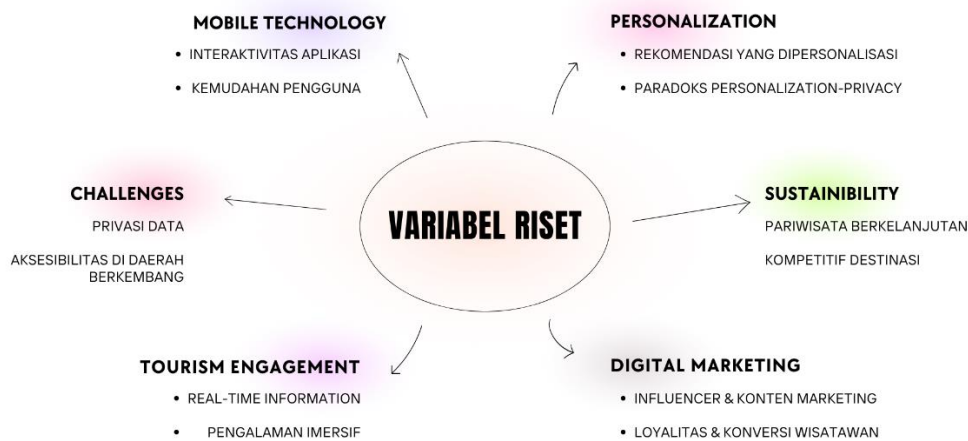 MOBILE TECHNOLOGY
• INTERAKTIVITAS APLIKASI
• KEMUDAHAN PENGGUNA
PERSONALIZATION
• REKOMENDASI YANG DIPERSONALISASI
• PARADOKS PERSONALIZATION-PRIVACY
CHALLENGES
PRIVASI DATA
AKSESIBILITAS DI DAERAH
BERKEMBANG
VARIABEL RISET
SUSTAINIBILITY
PARIWISATA BERKELANJUTAN
KOMPETITIF DESTINASI
TOURISM ENGAGEMENT
• REAL-TIME INFORMATION
• PENGALAMAN IMERSIF
DIGITAL MARKETING
• INFLUENCER & KONTEN MARKETING
• LOYALITAS & KONVERSI WISATAWAN